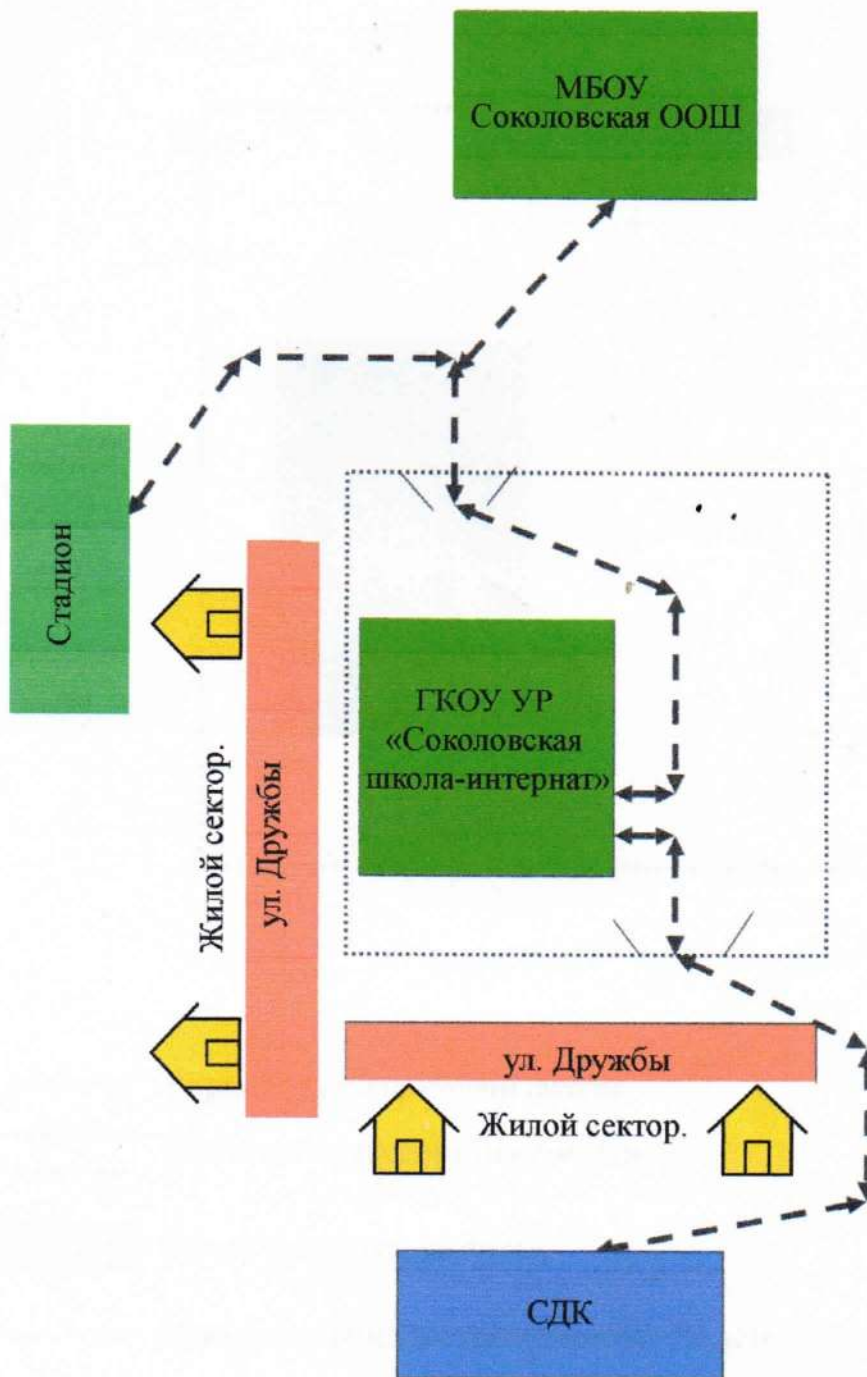 МБОУ
Соколовская ООШ
Стадион
ГКОУ УР
«Соколовская
школа-интернат»
Жилой сектор.
ул. Дружбы
ул. Дружбы
Жилой сектор.
СДК